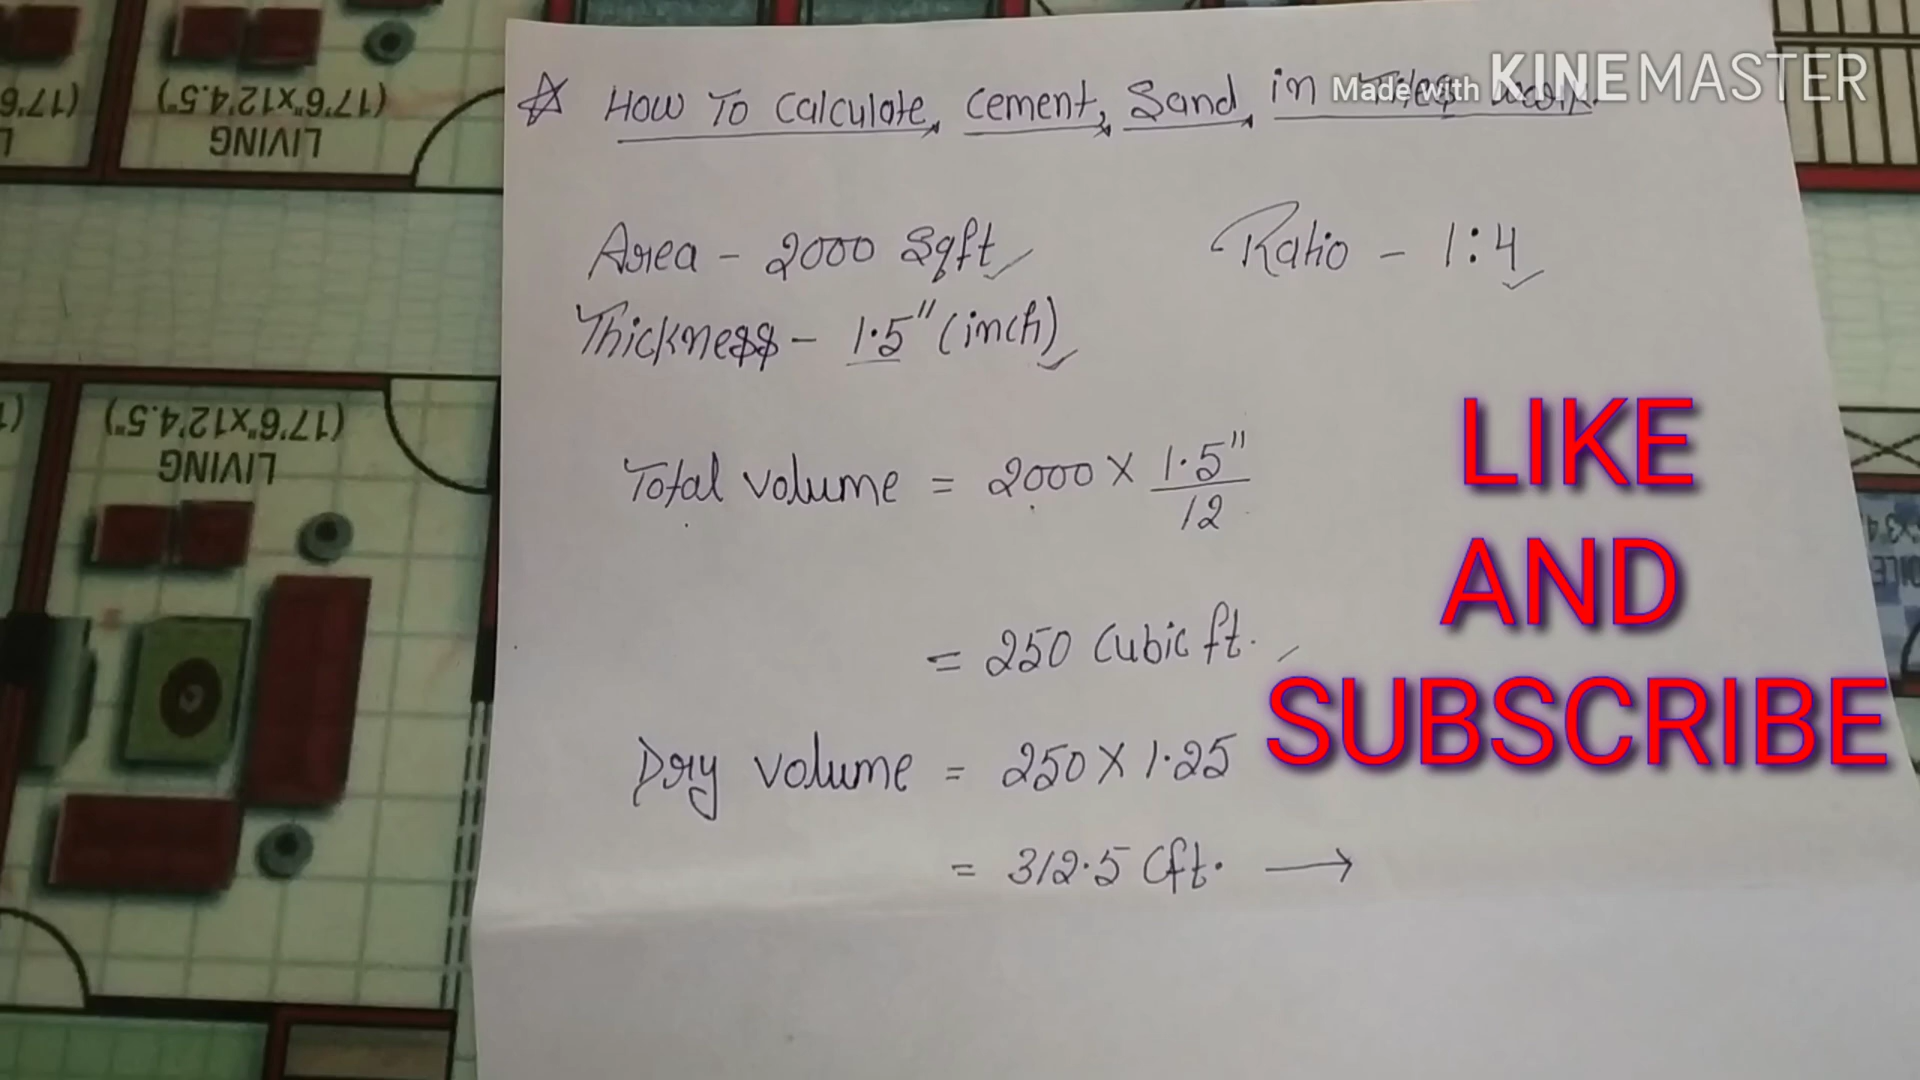 Made with KINEMASTER
☆ HOW TO Calculate, Cement, Sand, in Tiles work.
Area - 2000 Sqft
Ratio - 1:4
Thickness - 1.5" (inch)
Total volume = 2000 X 1.5"/12
= 250 Cubic ft.
Dry volume = 250 X 1.25
= 312.5 Cft. →
LIKE
AND
SUBSCRIBE
(17'6"X12'4.5")
LIVING
(17'6"X12'4.5")
LIVING